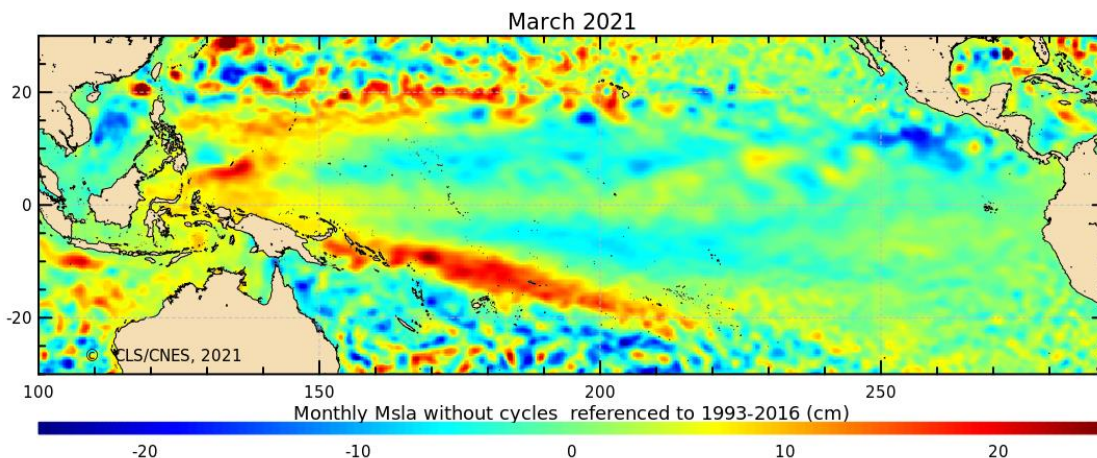 March 2021
20
0
-20
© CLS/CNES, 2021
100 150 200 250
Monthly Msla without cycles referenced to 1993-2016 (cm)
-20 -10 0 10 20